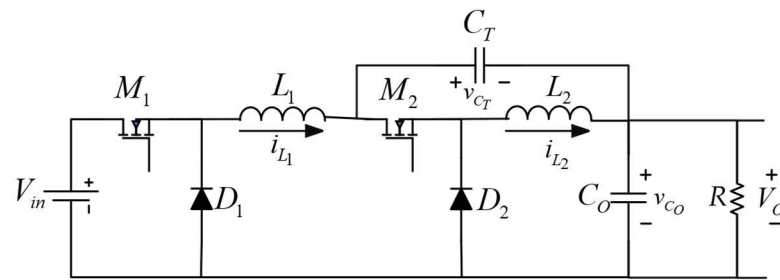 C_T
M_1
L_1
M_2
+ v_{C_T} −
L_2
i_{L_1}
i_{L_2}
V_{in}
+
−
D_1
D_2
C_O
+
v_{C_O}
−
R
+
V_O
−